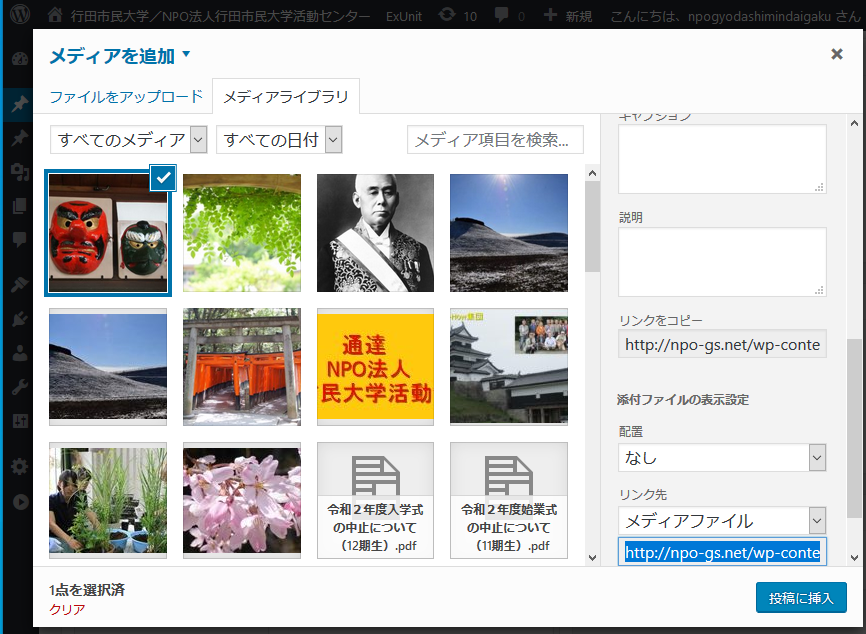 行田市民大学／NPO法人行田市民大学活動センター ExUnit 10 0 新規 こんにちは、npogyodashimindaigaku さん
メディアを追加
ファイルをアップロード メディアライブラリ
すべてのメディア すべての日付 メディア項目を検索...
キャプション
説明
リンクをコピー
http://npo-gs.net/wp-conte
添付ファイルの表示設定
配置
なし
リンク先
メディアファイル
http://npo-gs.net/wp-conte
How集団
通達
NPO法人
民大学活動
令和２年度入学式
の中止について
（12期生）.pdf
令和２年度始業式
の中止について
（11期生）.pdf
1点を選択済
クリア
投稿に挿入